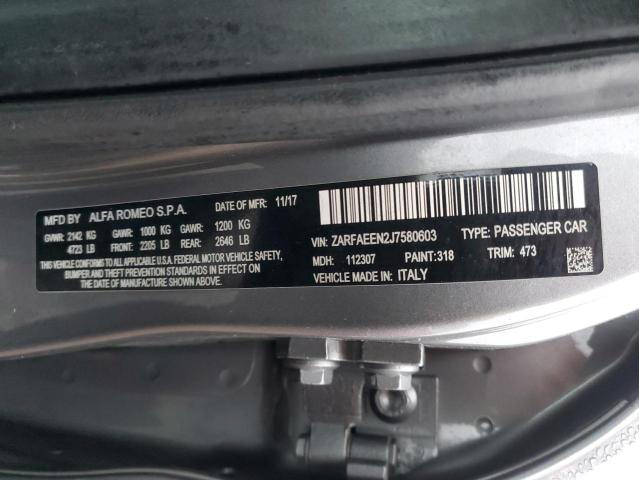 MFD BY ALFA ROMEO S.P.A. DATE OF MFR: 11/17
GVWR: 2142 KG GAWR: 1000 KG GAWR: 1200 KG
4723 LB FRONT: 2205 LB REAR: 2646 LB
THIS VEHICLE CONFORMS TO ALL APPLICABLE U.S.A. FEDERAL MOTOR VEHICLE SAFETY,
BUMPER AND THEFT PREVENTION STANDARDS IN EFFECT ON
THE DATE OF MANUFACTURE SHOWN ABOVE.
VIN: ZARFAEEN2J7580603 TYPE: PASSENGER CAR
MDH: 112307 PAINT: 318 TRIM: 473
VEHICLE MADE IN: ITALY